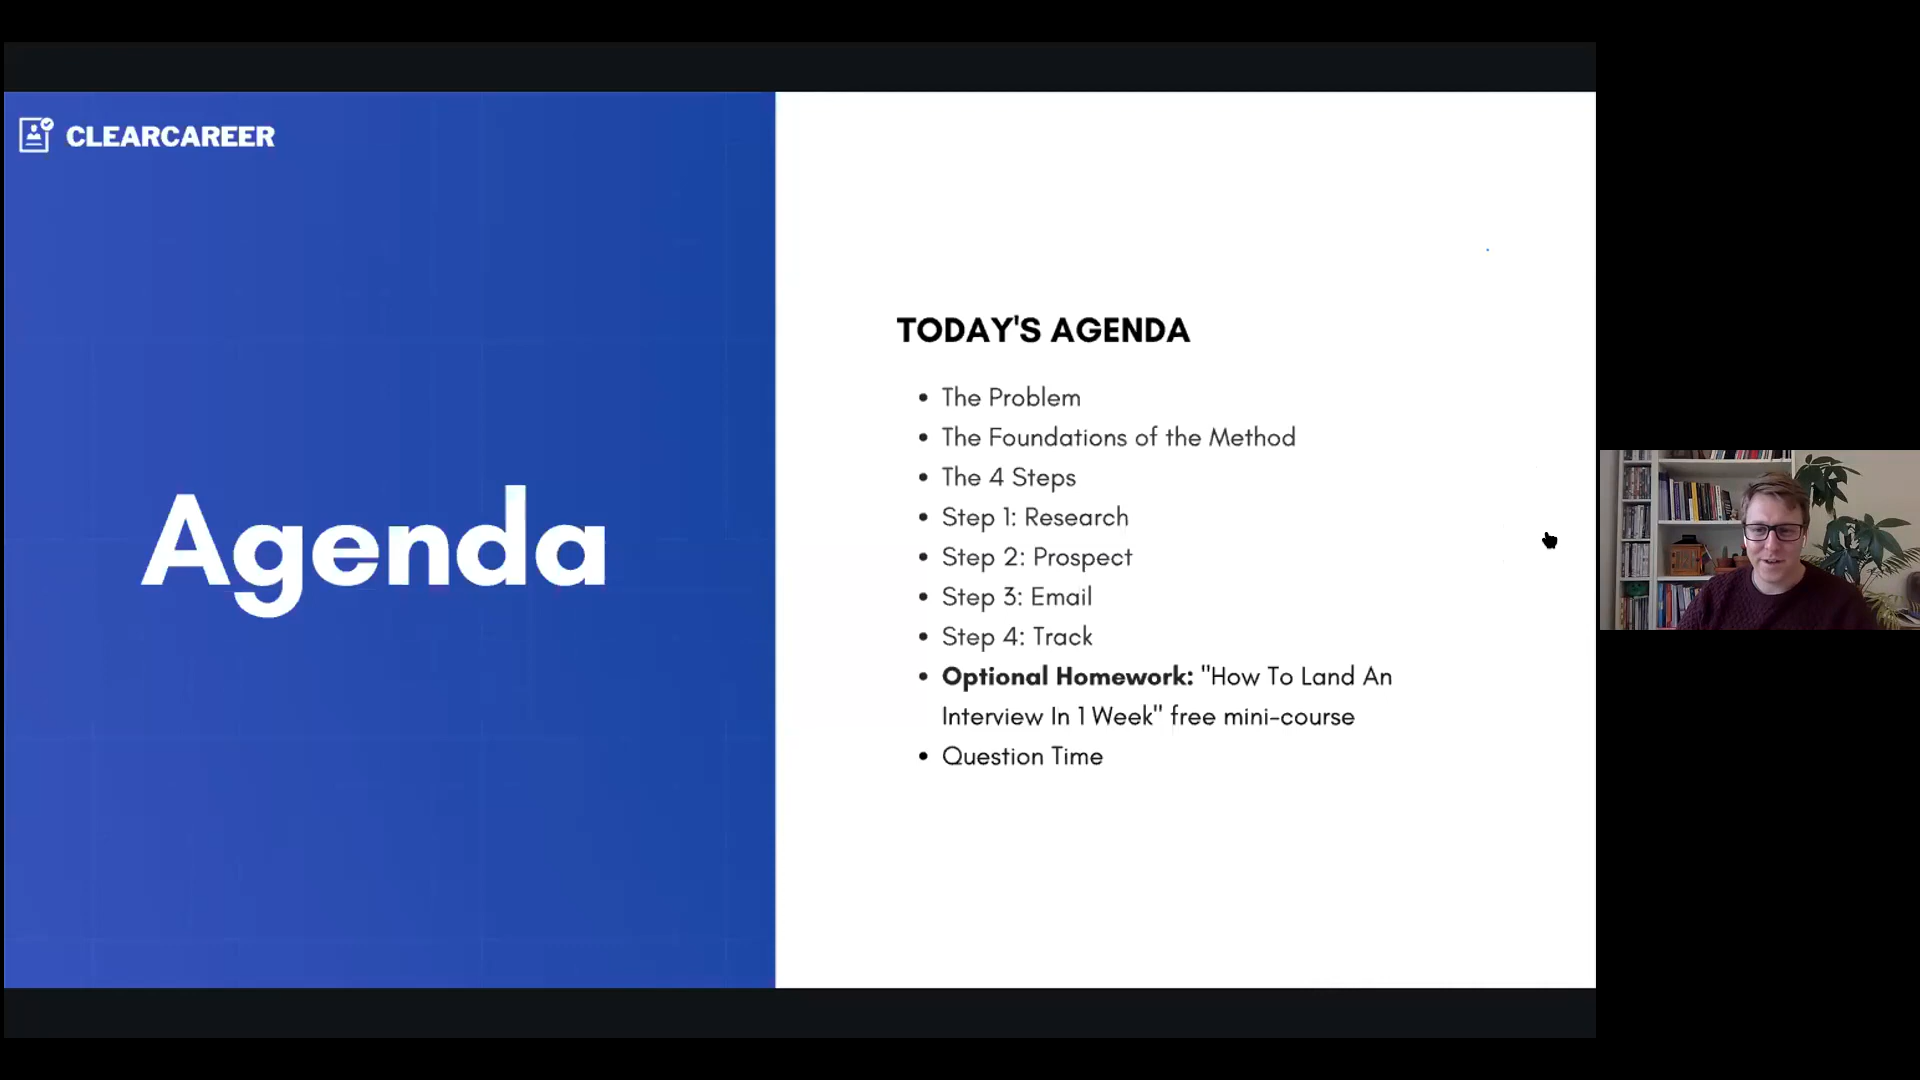 CLEARCAREER
Agenda
TODAY'S AGENDA
• The Problem
• The Foundations of the Method
• The 4 Steps
• Step 1: Research
• Step 2: Prospect
• Step 3: Email
• Step 4: Track
• Optional Homework: "How To Land An
Interview In 1 Week" free mini-course
• Question Time